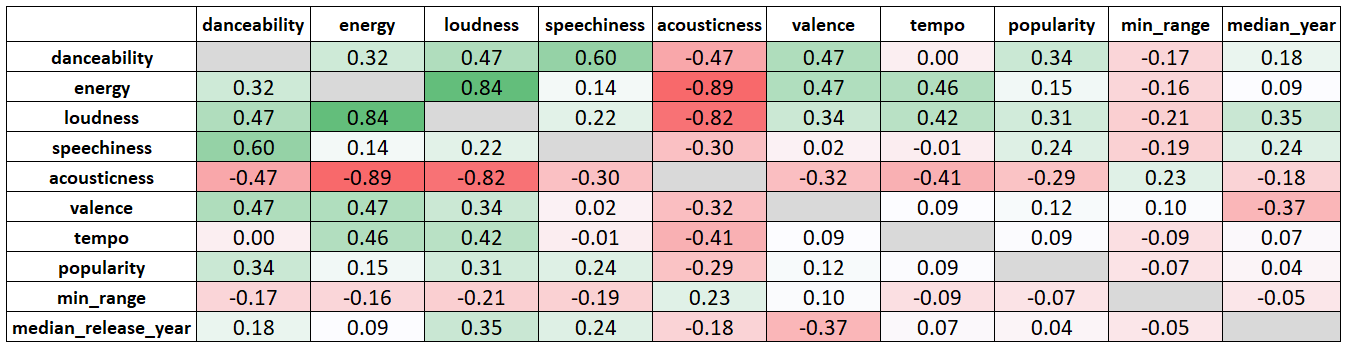 danceability energy loudness speechiness acousticness valence tempo popularity min_range median_year
danceability 0.32 0.47 0.60 -0.47 0.47 0.00 0.34 -0.17 0.18
energy 0.32 0.84 0.14 -0.89 0.47 0.46 0.15 -0.16 0.09
loudness 0.47 0.84 0.22 -0.82 0.34 0.42 0.31 -0.21 0.35
speechiness 0.60 0.14 0.22 -0.30 0.02 -0.01 0.24 -0.19 0.24
acousticness -0.47 -0.89 -0.82 -0.30 -0.32 -0.41 -0.29 0.23 -0.18
valence 0.47 0.47 0.34 0.02 -0.32 0.09 0.12 0.10 -0.37
tempo 0.00 0.46 0.42 -0.01 -0.41 0.09 0.09 -0.09 0.07
popularity 0.34 0.15 0.31 0.24 -0.29 0.12 0.09 -0.07 0.04
min_range -0.17 -0.16 -0.21 -0.19 0.23 0.10 -0.09 -0.07 -0.05
median_release_year 0.18 0.09 0.35 0.24 -0.18 -0.37 0.07 0.04 -0.05